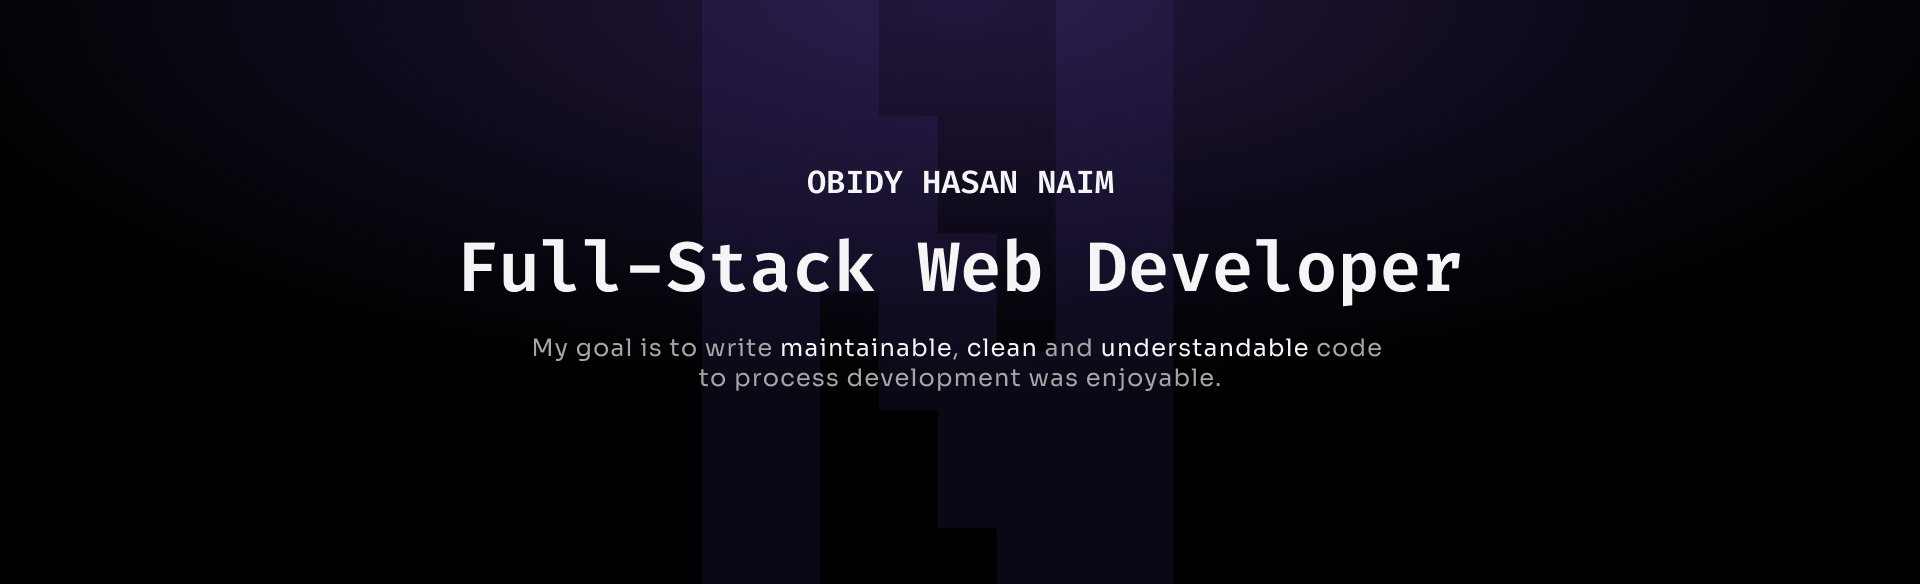 OBIDY HASAN NAIM
Full-Stack Web Developer
My goal is to write maintainable, clean and understandable code
to process development was enjoyable.